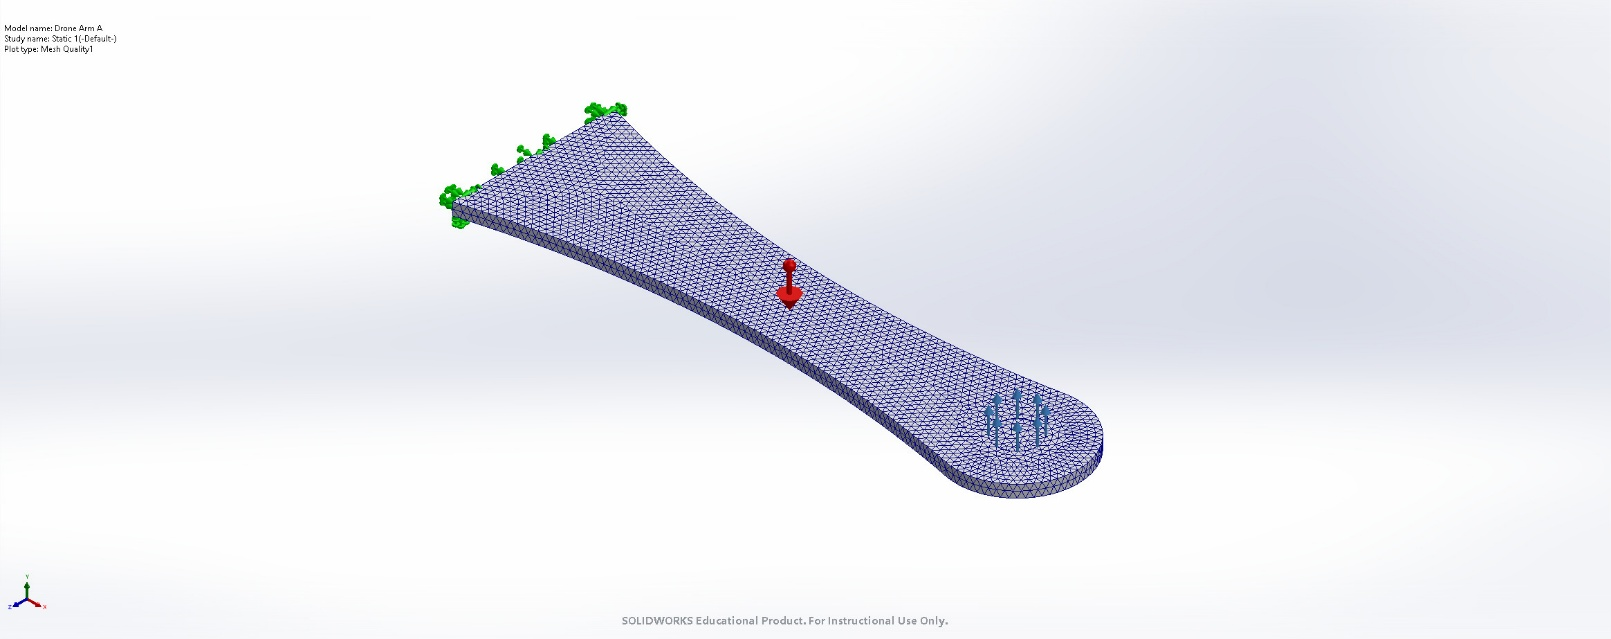 Model name: Drone Arm A
Study name: Static 1(-Default-)
Plot type: Mesh Quality1
Y
Z
X
SOLIDWORKS Educational Product. For Instructional Use Only.